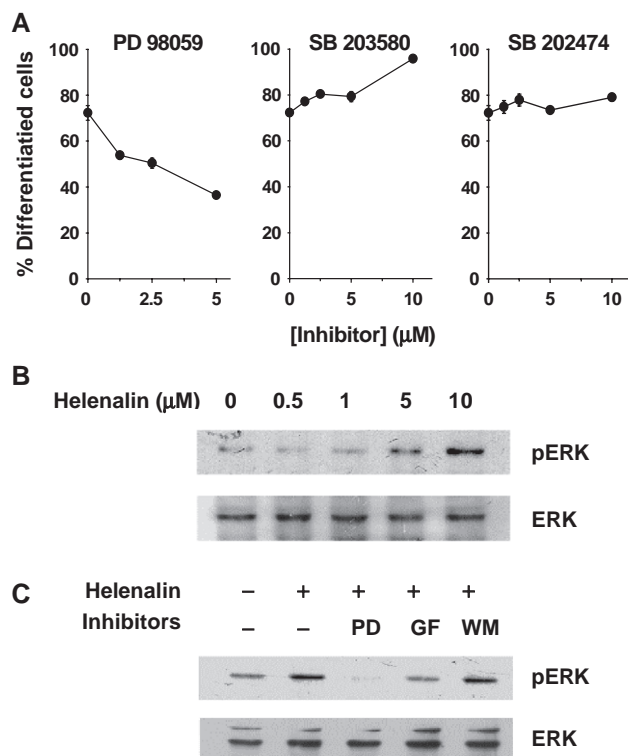 A
PD 98059
SB 203580
SB 202474
% Differentiatied cells
100
80
60
40
20
0
0
2.5
5
100
80
60
40
20
0
0
5
10
100
80
60
40
20
0
0
5
10
[Inhibitor] (μM)
B
Helenalin (μM) 0 0.5 1 5 10
pERK
ERK
C
Helenalin – + + + +
Inhibitors – – PD GF WM
pERK
ERK